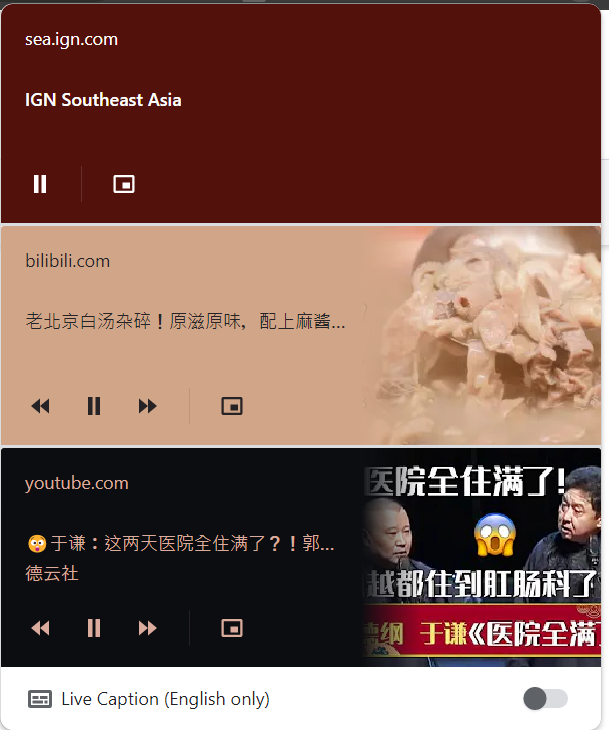 sea.ign.com
IGN Southeast Asia
bilibili.com
老北京白汤杂碎！原滋原味，配上麻酱...
youtube.com
😳于谦：这两天医院全住满了？！郭...
德云社
医院全住满了!
越都住到肛肠科了
德纲 于谦《医院全满
Live Caption (English only)